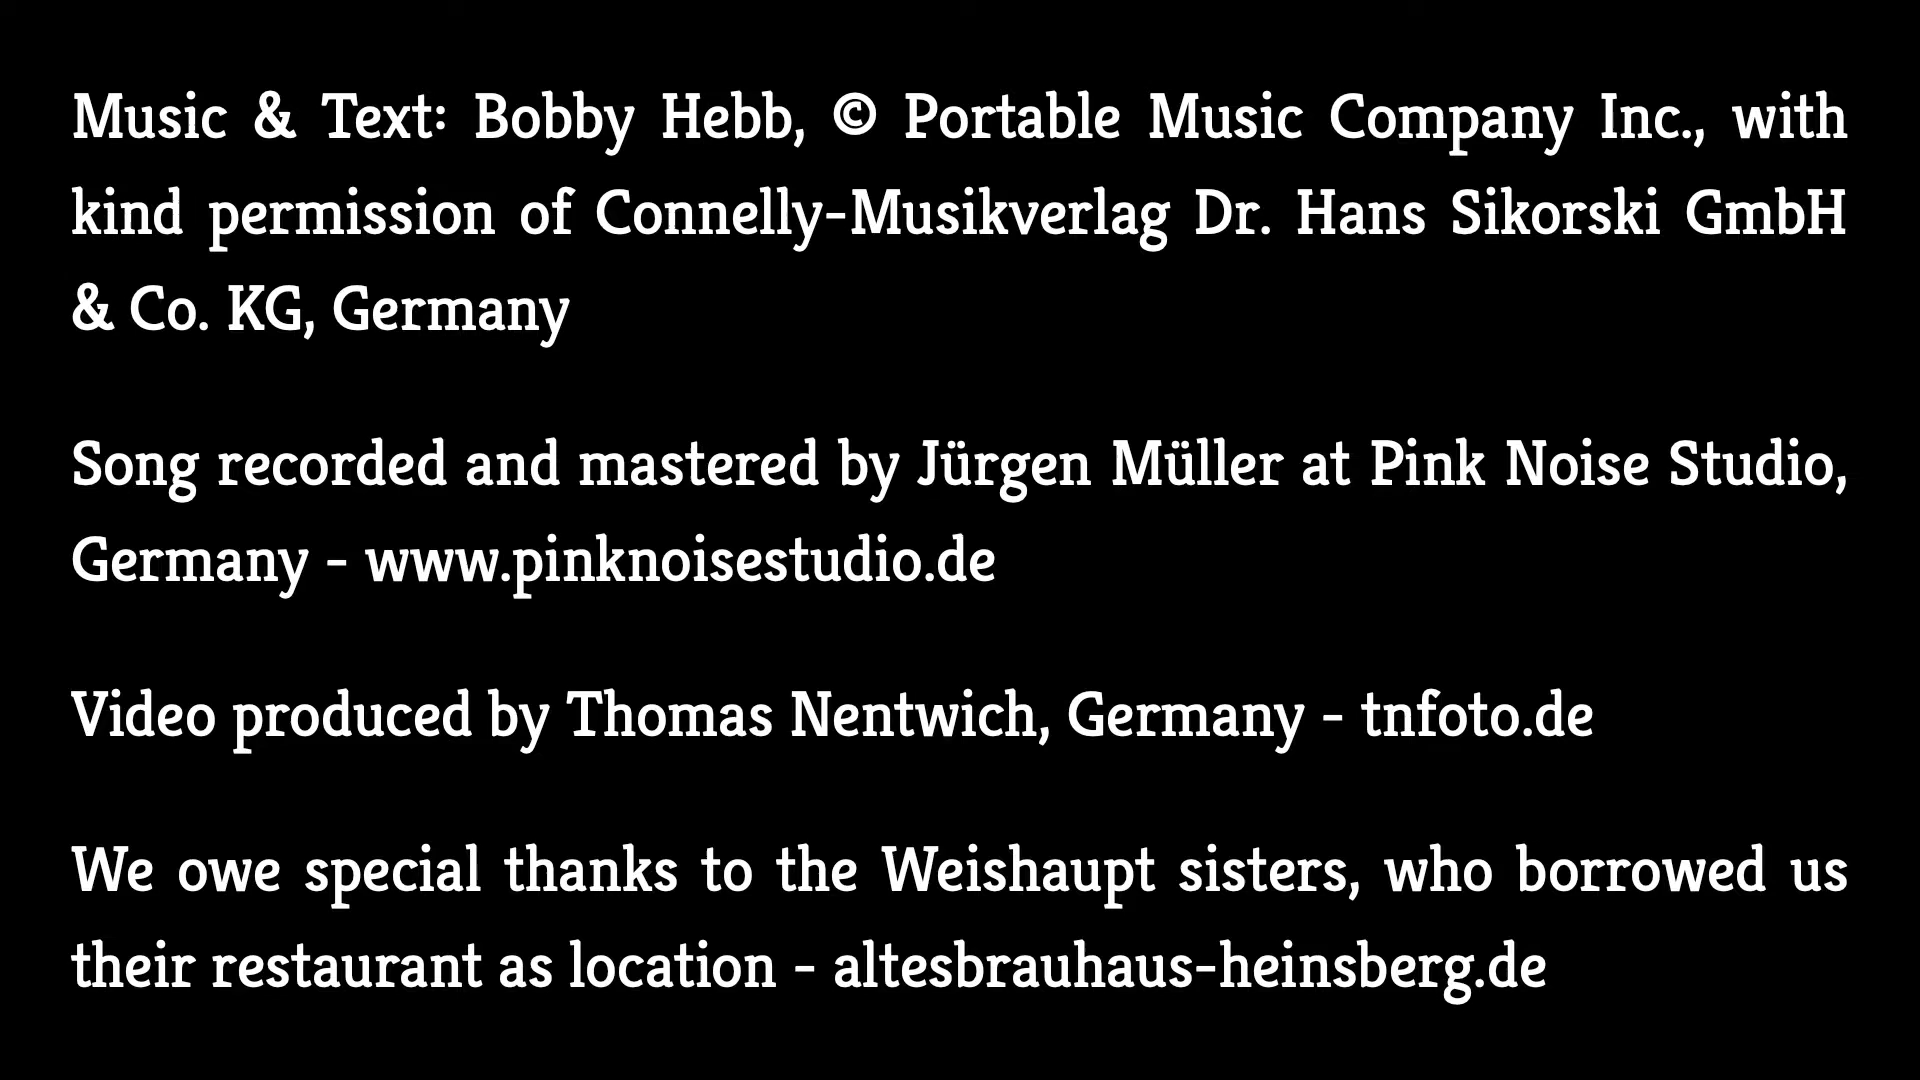 Music & Text: Bobby Hebb, © Portable Music Company Inc., with
kind permission of Connelly-Musikverlag Dr. Hans Sikorski GmbH
& Co. KG, Germany
Song recorded and mastered by Jürgen Müller at Pink Noise Studio,
Germany - www.pinknoisestudio.de
Video produced by Thomas Nentwich, Germany - tnfoto.de
We owe special thanks to the Weishaupt sisters, who borrowed us
their restaurant as location - altesbrauhaus-heinsberg.de